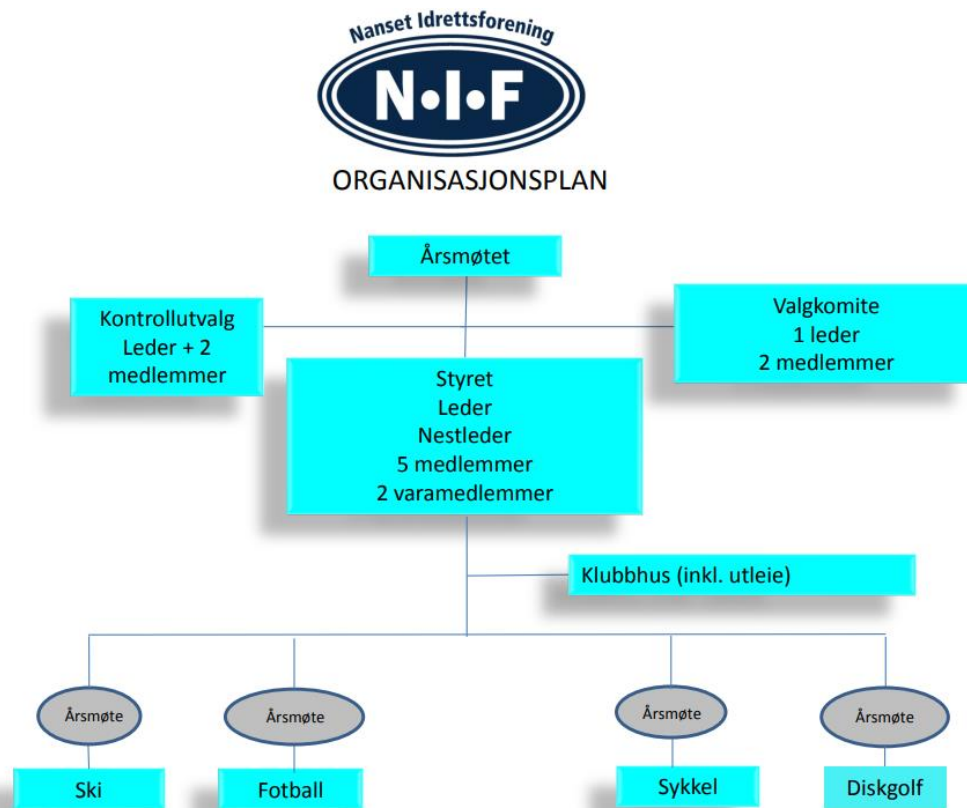 Nanset Idrettsforening
N•I•F
ORGANISASJONSPLAN
Årsmøtet
Kontrollutvalg
Leder + 2
medlemmer
Valgkomite
1 leder
2 medlemmer
Styret
Leder
Nestleder
5 medlemmer
2 varamedlemmer
Klubbhus (inkl. utleie)
Årsmøte
Årsmøte
Årsmøte
Årsmøte
Ski
Fotball
Sykkel
Diskgolf